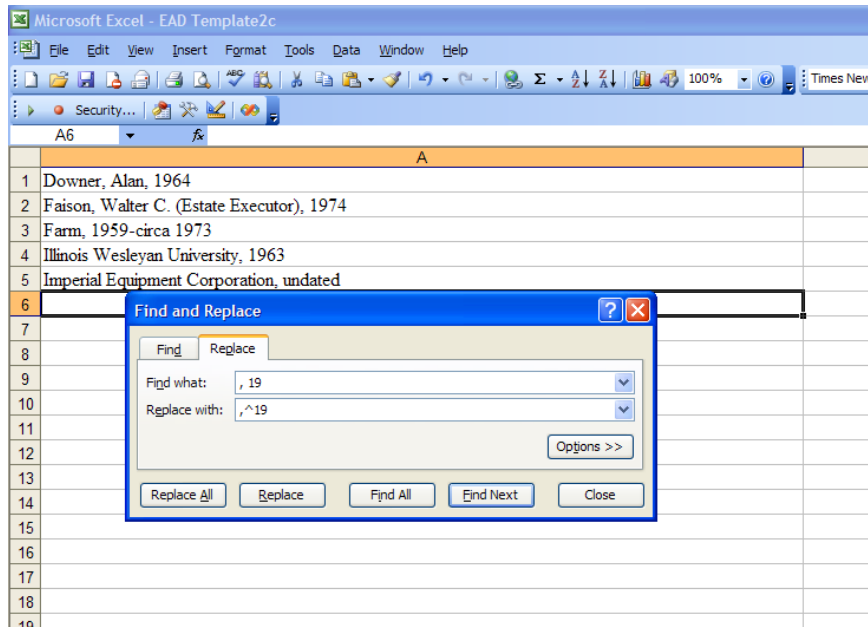 Microsoft Excel - EAD Template2c
File Edit View Insert Format Tools Data Window Help
ABC Σ A Z Z A 100% Times New
Security...
A6 fx
A
1 Downer, Alan, 1964
2 Faison, Walter C. (Estate Executor), 1974
3 Farm, 1959-circa 1973
4 Illinois Wesleyan University, 1963
5 Imperial Equipment Corporation, undated
6
Find and Replace ?
7
Find Replace
8
9
Find what: , 19
10
Replace with: ,^19
11
Options >>
12
13
Replace All Replace Find All Find Next Close
14
15
16
17
18
19